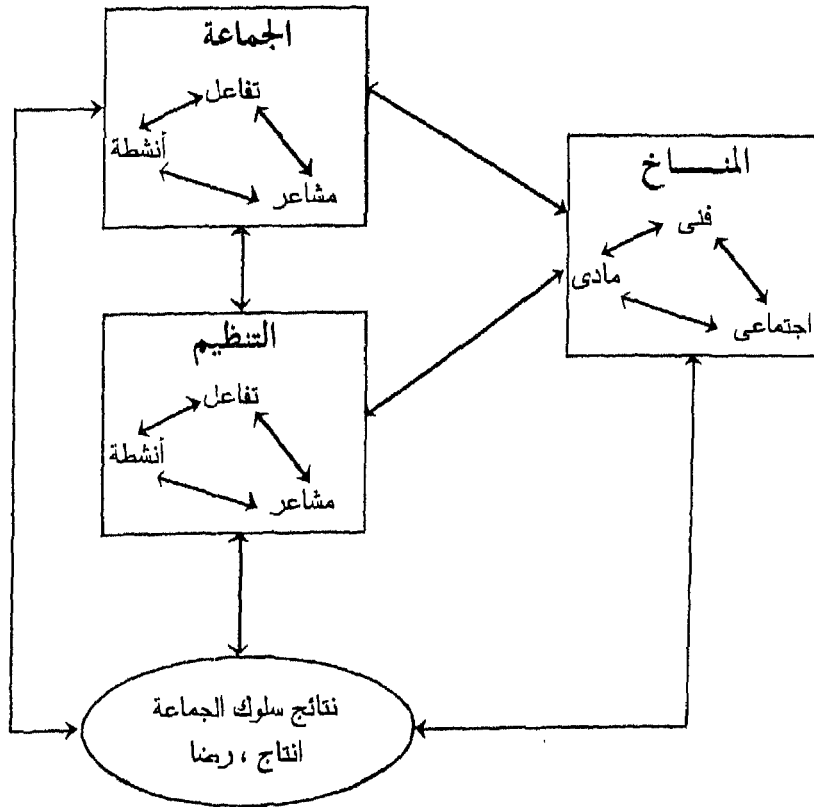 الجماعة
تفاعل
أنشطة
مشاعر
المنـــاخ
فنى
مادى
اجتماعى
التنظيم
تفاعل
أنشطة
مشاعر
نتائج سلوك الجماعة
انتاج ، رضا